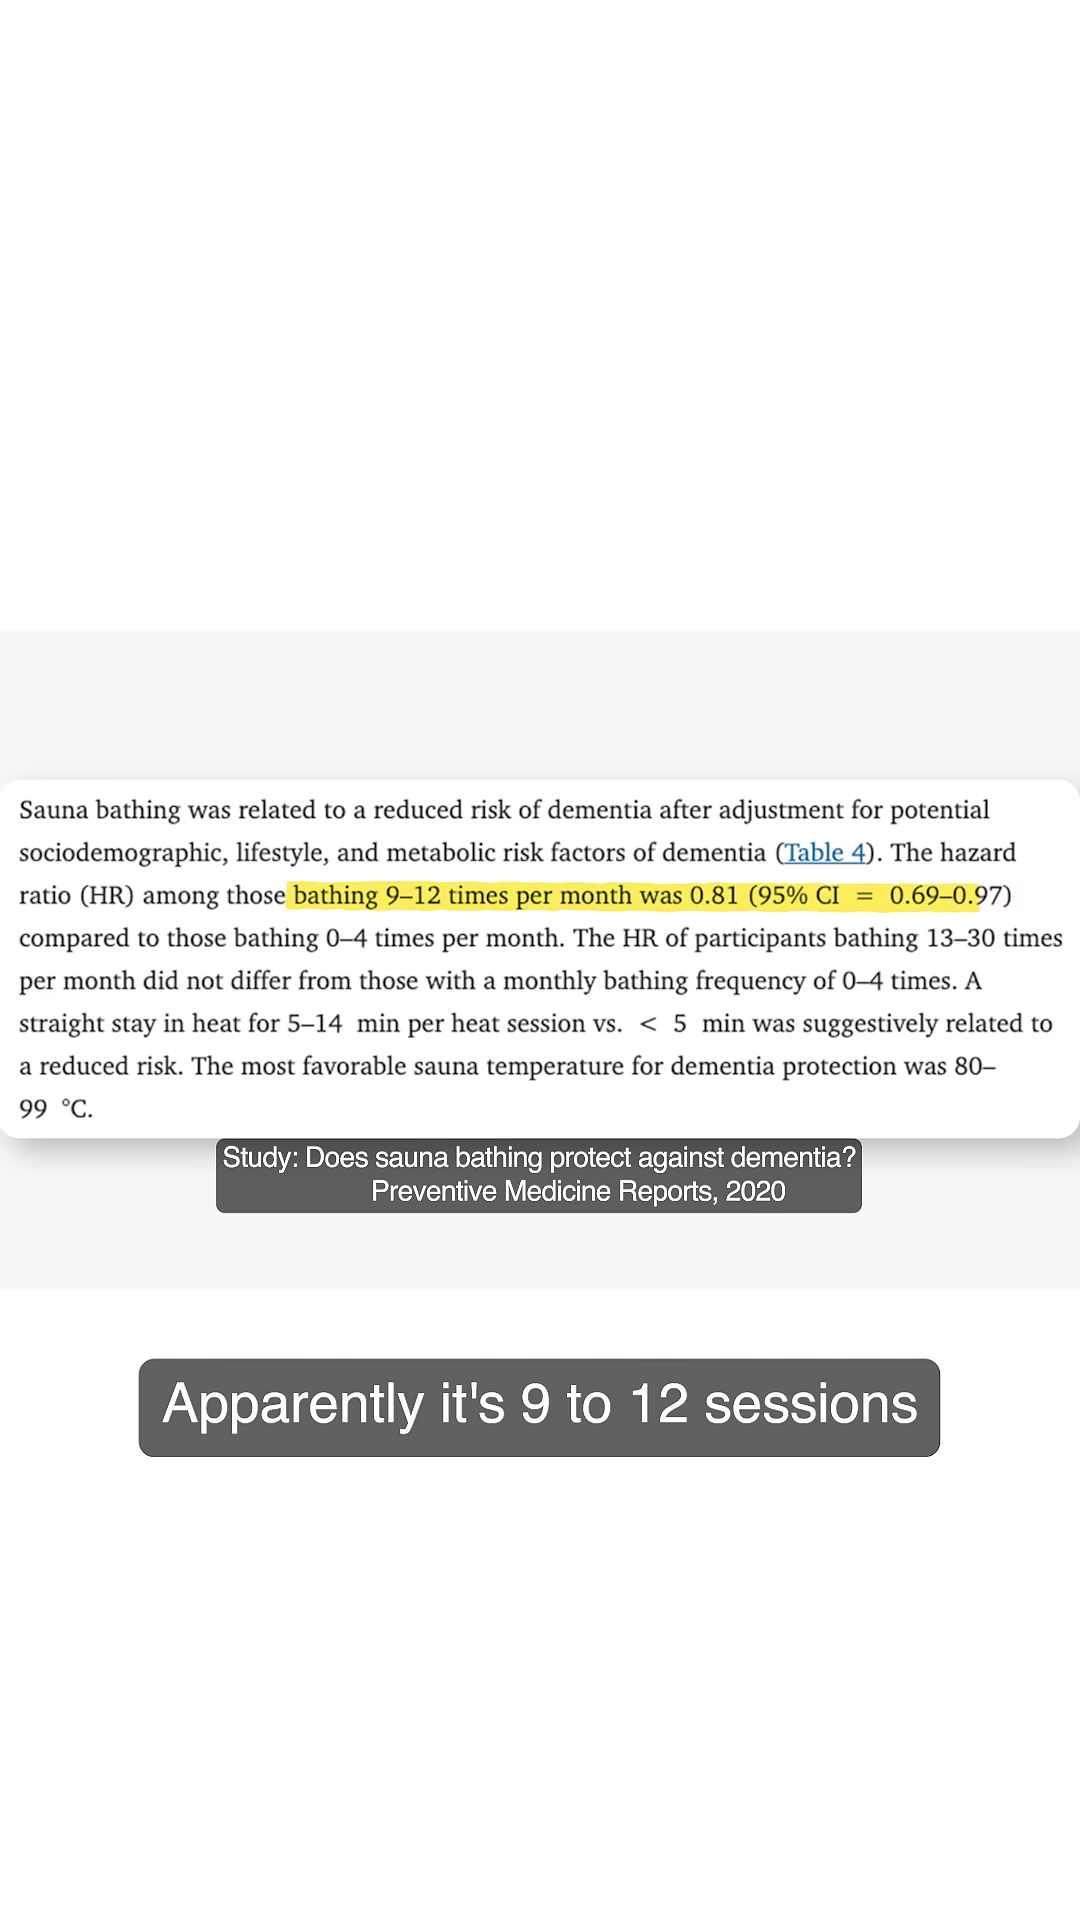 Sauna bathing was related to a reduced risk of dementia after adjustment for potential
sociodemographic, lifestyle, and metabolic risk factors of dementia (Table 4). The hazard
ratio (HR) among those bathing 9–12 times per month was 0.81 (95% CI = 0.69–0.97)
compared to those bathing 0–4 times per month. The HR of participants bathing 13–30 times
per month did not differ from those with a monthly bathing frequency of 0–4 times. A
straight stay in heat for 5–14 min per heat session vs. < 5 min was suggestively related to
a reduced risk. The most favorable sauna temperature for dementia protection was 80–
99 °C.
Study: Does sauna bathing protect against dementia?
Preventive Medicine Reports, 2020
Apparently it's 9 to 12 sessions